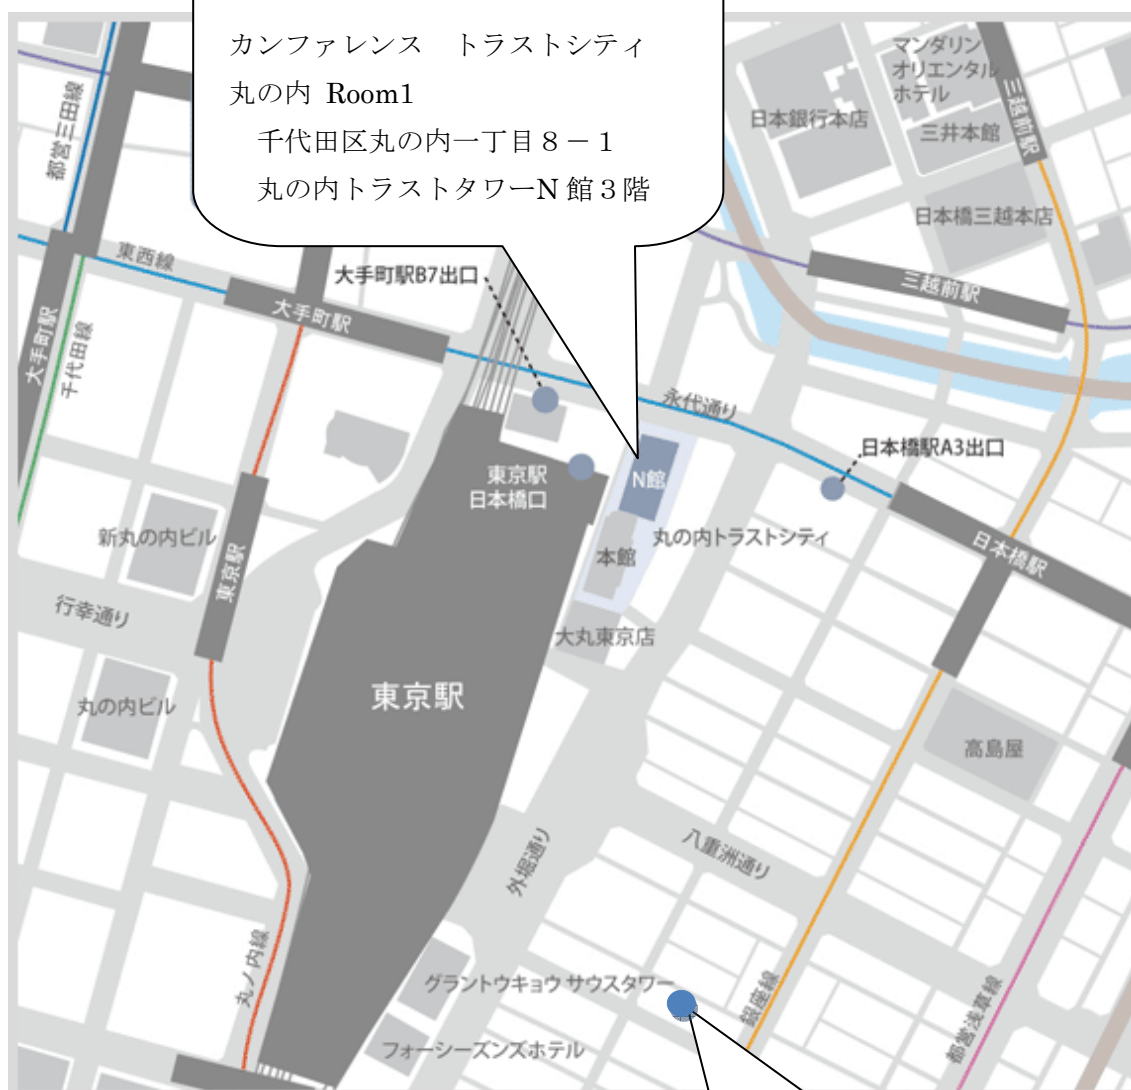 カンファレンス　トラストシティ
丸の内 Room1
千代田区丸の内一丁目８－１
丸の内トラストタワーN 館３階
マンダリン
オリエンタル
ホテル
三越前駅
日本銀行本店
三井本館
都営三田線
日本橋三越本店
東西線
大手町駅B7出口
三越前駅
大手町駅
大手町駅
千代田線
永代通り
日本橋駅A3出口
東京駅
日本橋口
N館
新丸の内ビル
丸の内トラストシティ
本館
日本橋駅
東京駅
行幸通り
大丸東京店
東京駅
丸の内ビル
高島屋
外堀通り
八重洲通り
丸ノ内線
グラントウキョウ サウスタワー
銀座線
都営浅草線
フォーシーズンズホテル